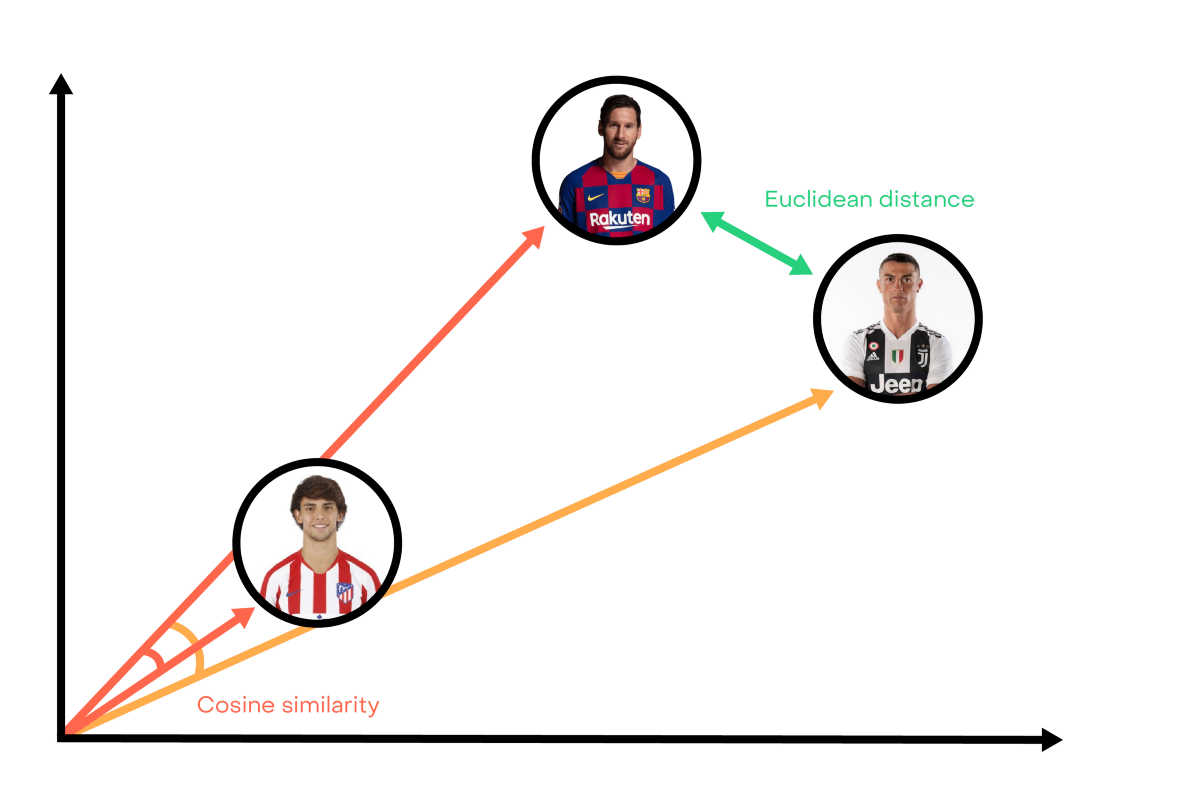 Euclidean distance
Rakuten
Jeep
Cosine similarity